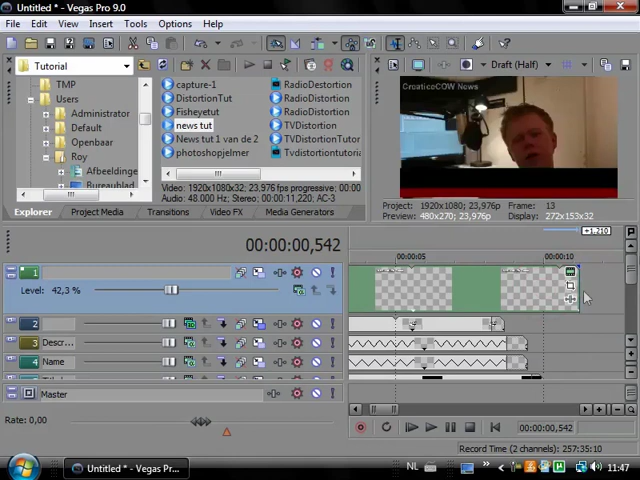 Untitled * - Vegas Pro 9.0
File Edit View Insert Tools Options Help
Tutorial
Draft (Half)
TMP
Users
Administrator
Default
Openbaar
Roy
Afbeeldinge
Bureaublad
capture-1
DistortionTut
Fisheyetut
news tut
News tut 1 van de 2
photoshopjelmer
RadioDestortion
RadioDistortion
RadioDistortion
TVDistortion
TVDistortionTutor
Tvdistortiontutoria
Video: 1920x1080x32; 23,976 fps progressive; 00:00
Audio: 48.000 Hz; Stereo; 00:00:11,220; AC-3
CreaticeCOW News
Project: 1920x1080; 23,976p Frame: 13
Preview: 480x270; 23,976p Display: 272x153x32
Explorer Project Media Transitions Video FX Media Generators
+1.210
00:00:00,542
00:00:05 00:00:10
1
Level: 42,3 %
2
3 Descr...
4 Name
Master
Rate: 0,00
00:00:00,542
Record Time (2 channels): 257:35:10
Untitled * - Vegas Pro...
NL
11:47